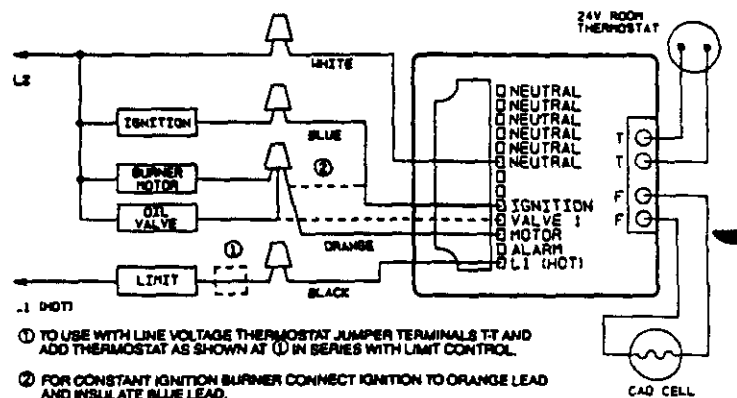 24V ROOM
THERMOSTAT
L2
WHITE
NEUTRAL
NEUTRAL
NEUTRAL
NEUTRAL
NEUTRAL
NEUTRAL
IGNITION
BLUE
T
T
BURNER
MOTOR
②
F
F
OIL
VALVE
IGNITION
VALVE 1
MOTOR
ALARM
L1 (HOT)
①
ORANGE
LIMIT
BLACK
L1 (HOT)
① TO USE WITH LINE VOLTAGE THERMOSTAT JUMPER TERMINALS T-T AND
ADD THERMOSTAT AS SHOWN AT ① IN SERIES WITH LIMIT CONTROL.
② FOR CONSTANT IGNITION BURNER CONNECT IGNITION TO ORANGE LEAD
AND INSULATE BLUE LEAD.
CAD CELL